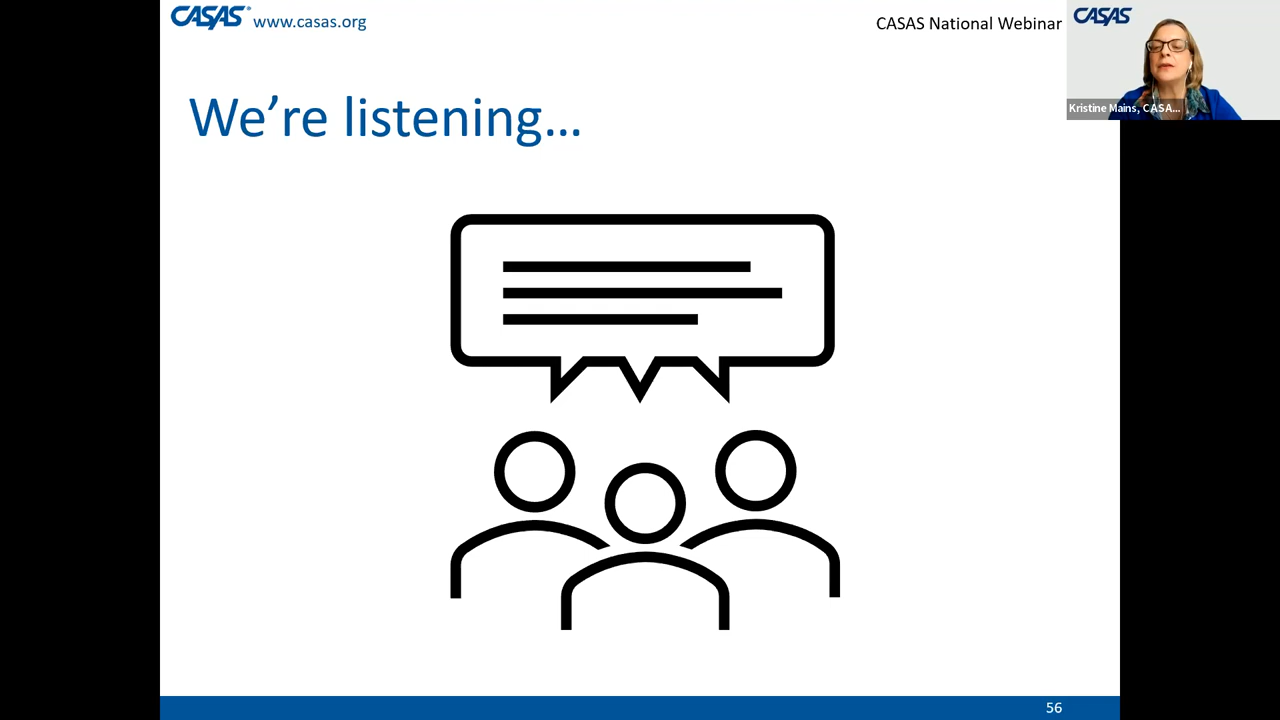 CASAS® www.casas.org
CASAS National Webinar
CASAS
Kristine Mains, CASA...
We're listening...
56